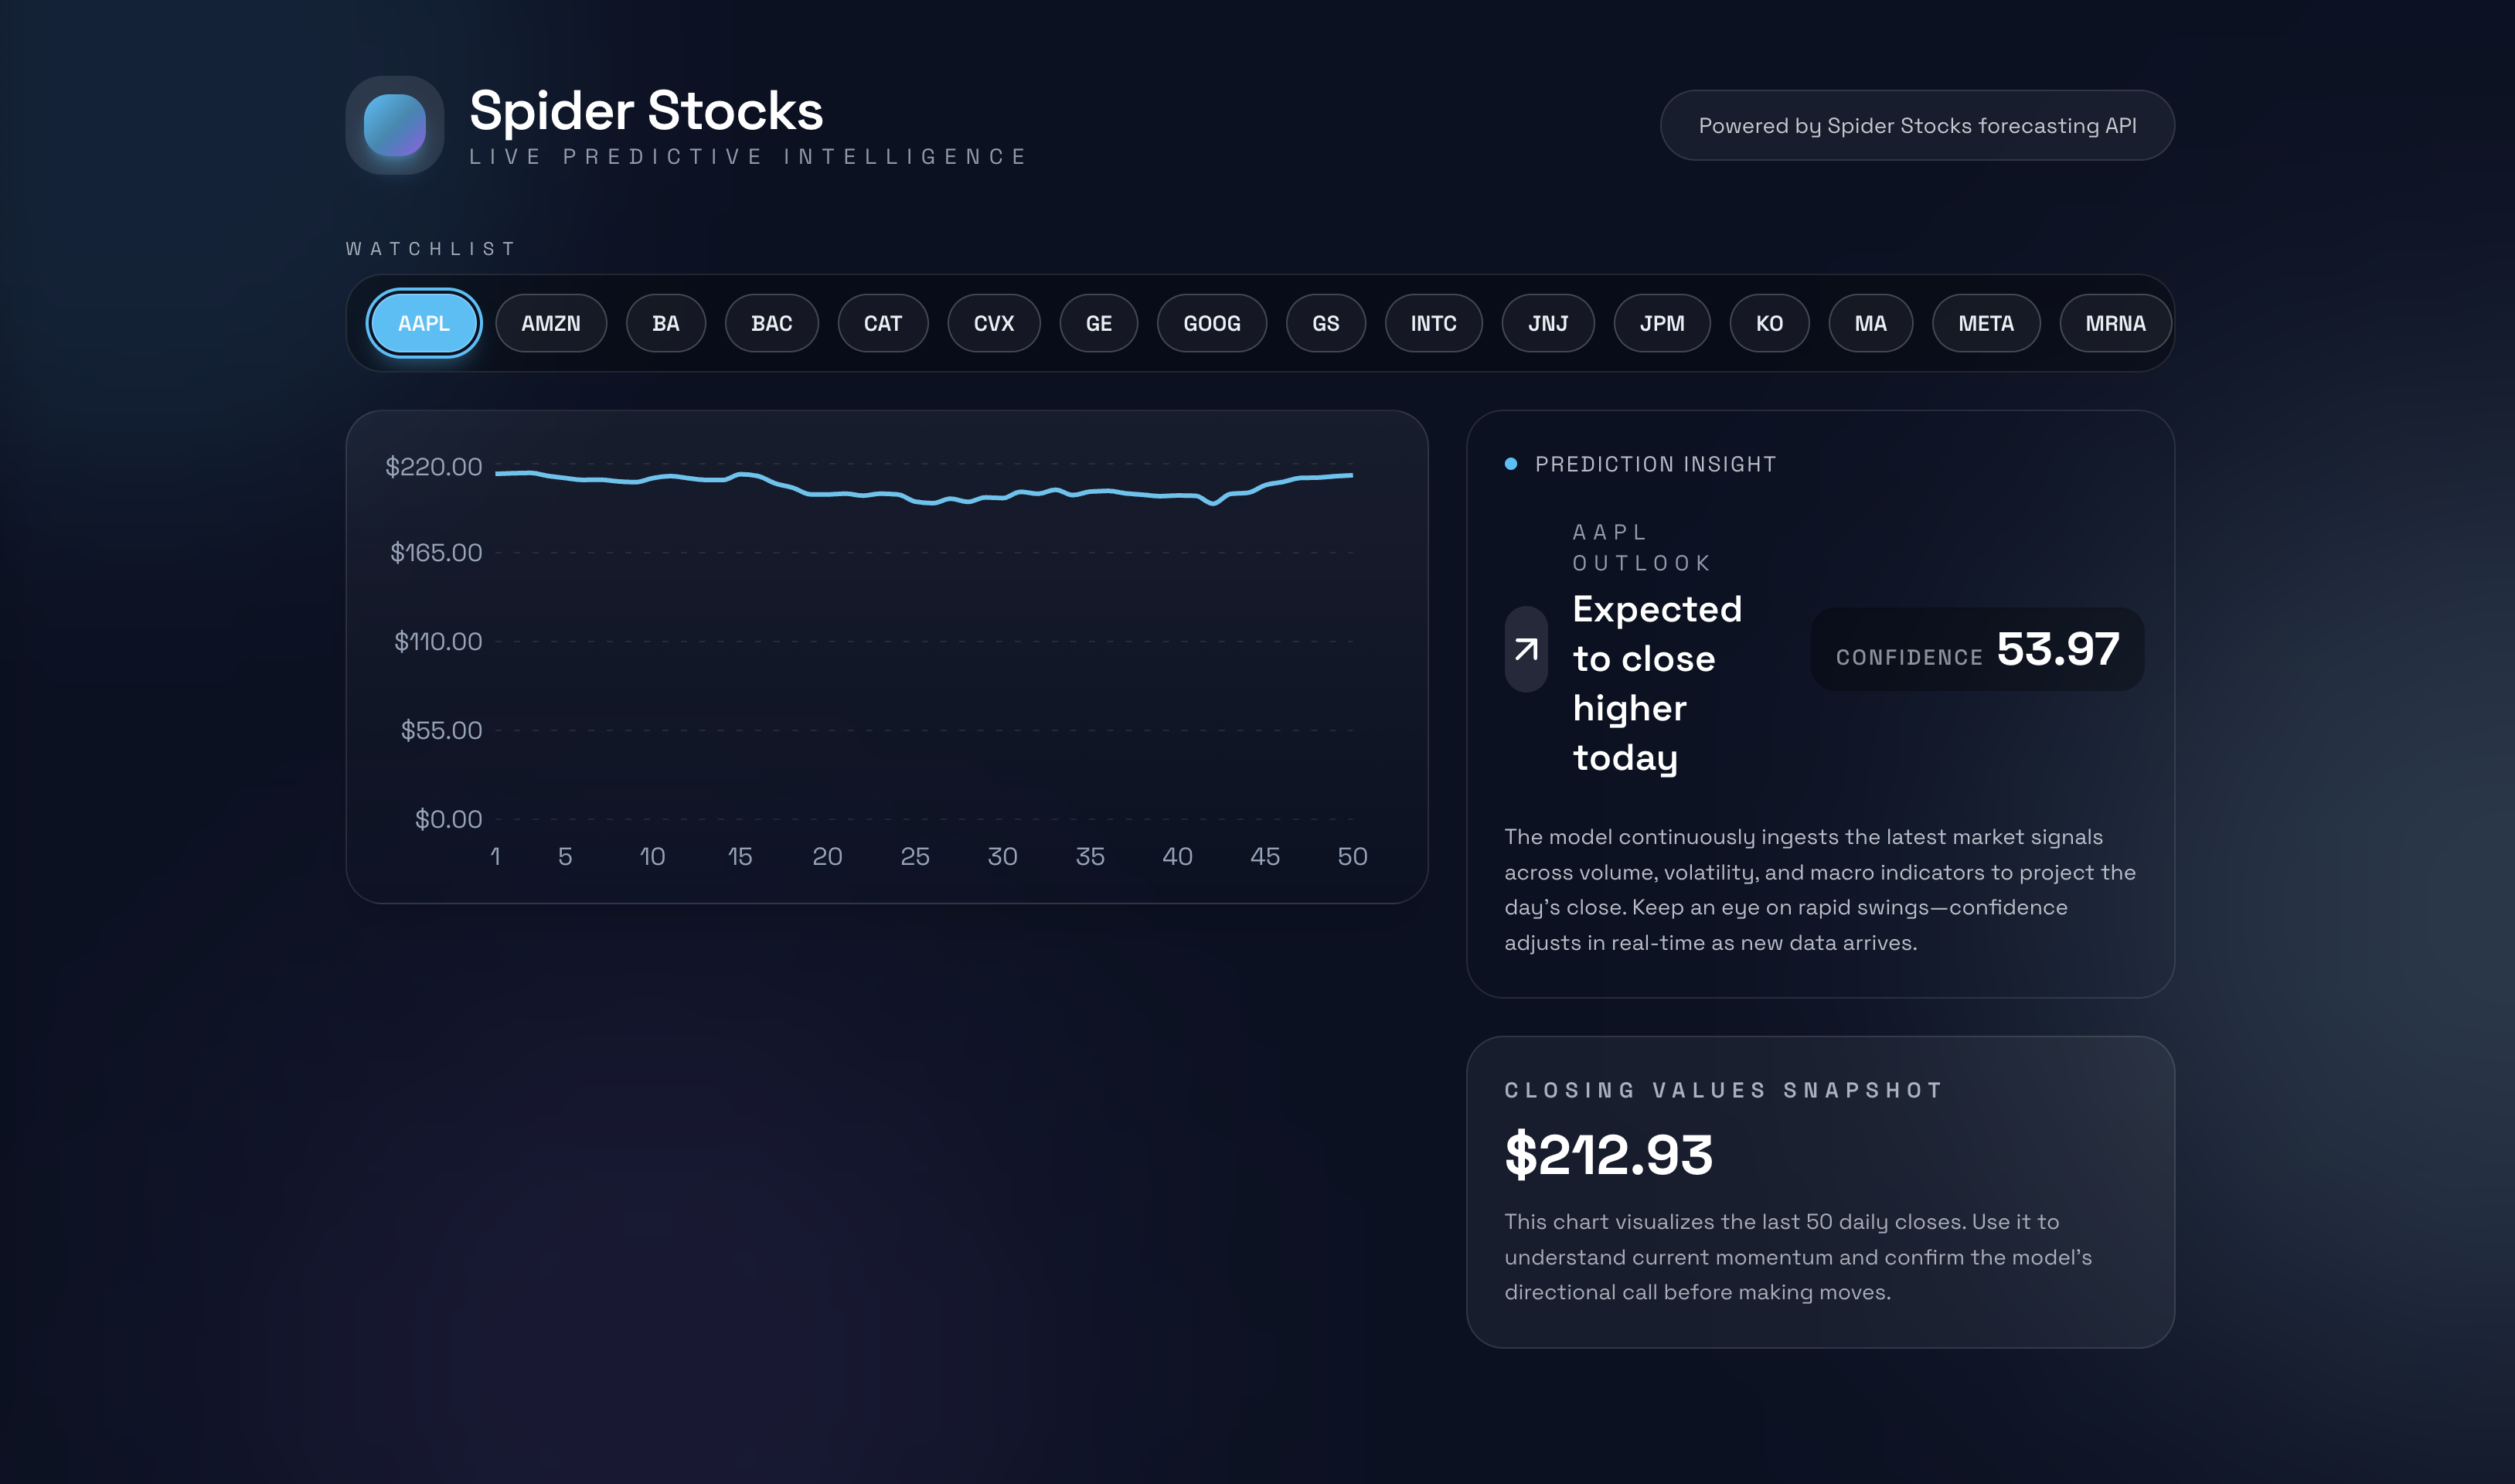 Spider Stocks
LIVE PREDICTIVE INTELLIGENCE
Powered by Spider Stocks forecasting API
WATCHLIST
AAPL AMZN BA BAC CAT CVX GE GOOG GS INTC JNJ JPM KO MA META MRNA
$220.00
$165.00
$110.00
$55.00
$0.00
1 5 10 15 20 25 30 35 40 45 50
PREDICTION INSIGHT
AAPL
OUTLOOK
Expected
to close
higher
today
CONFIDENCE 53.97
The model continuously ingests the latest market signals
across volume, volatility, and macro indicators to project the
day's close. Keep an eye on rapid swings—confidence
adjusts in real-time as new data arrives.
CLOSING VALUES SNAPSHOT
$212.93
This chart visualizes the last 50 daily closes. Use it to
understand current momentum and confirm the model's
directional call before making moves.